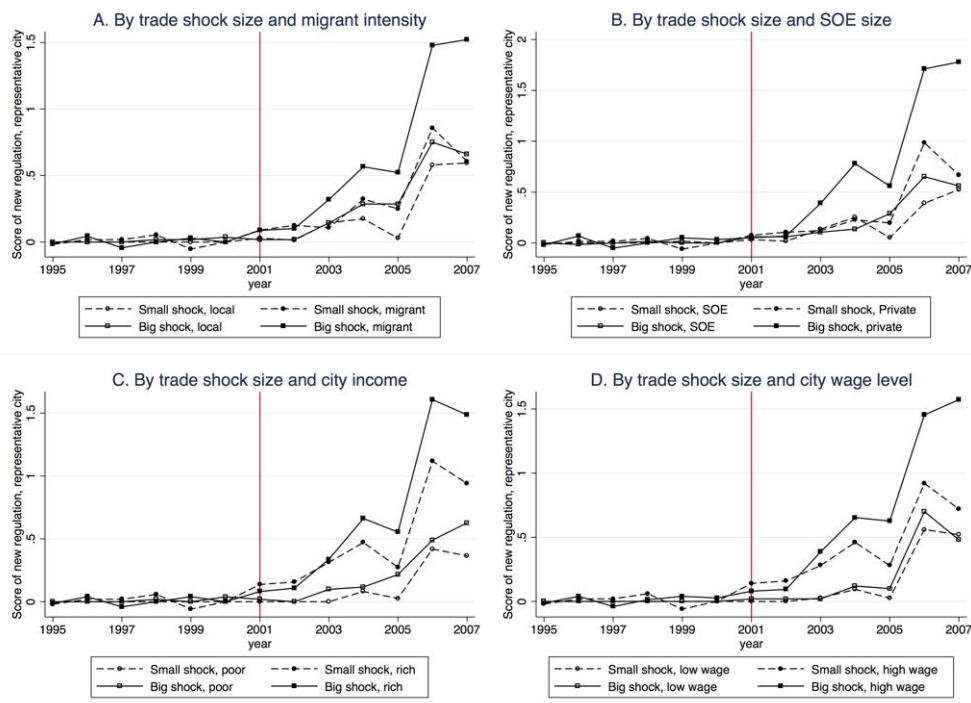 A. By trade shock size and migrant intensity
Score of new regulation, representative city
0 .5 1 1.5
1995 1997 1999 2001 2003 2005 2007
year
Small shock, local Small shock, migrant
Big shock, local Big shock, migrant
B. By trade shock size and SOE size
Score of new regulation, representative city
0 .5 1 1.5 2
1995 1997 1999 2001 2003 2005 2007
year
Small shock, SOE Small shock, Private
Big shock, SOE Big shock, private
C. By trade shock size and city income
Score of new regulation, representative city
0 .5 1 1.5
1995 1997 1999 2001 2003 2005 2007
year
Small shock, poor Small shock, rich
Big shock, poor Big shock, rich
D. By trade shock size and city wage level
Score of new regulation, representative city
0 .5 1 1.5
1995 1997 1999 2001 2003 2005 2007
year
Small shock, low wage Small shock, high wage
Big shock, low wage Big shock, high wage